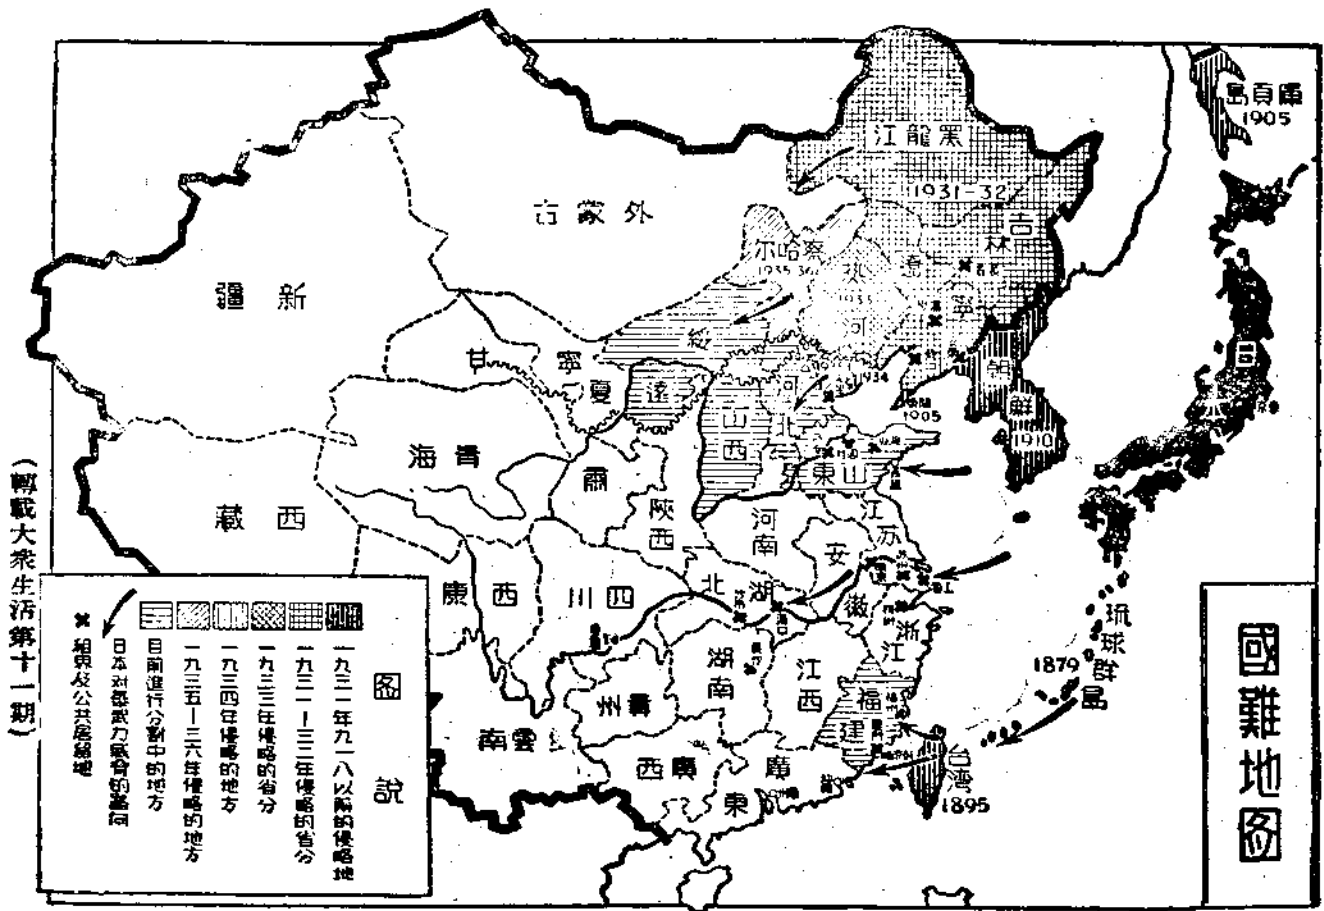 國難地图
图說
一九三一年九一八以前的侵略地
一九三一—三二年侵略的省分
一九三三年侵略的省分
一九三四年侵略的地方
一九三五—三六年侵略的地方
目前進行分割中的地方
日本对華武力威脅的路向
租界及公共居留地
(轉載大衆生活第十一期)
庫頁島
1905
黑龍江
1931-32
吉林
遼寧
外蒙古
察哈尔
1935-36
热河
1933
新疆
綏遠
寧夏
甘肅
1934
1905
朝鮮
1910
日本
河北
山西
山東
青海
西藏
陝西
河南
江苏
安徽
西康
四川
湖北
浙江
湖南
江西
福建
貴州
雲南
廣西
廣東
漢口
台湾
1895
琉球群島
1879